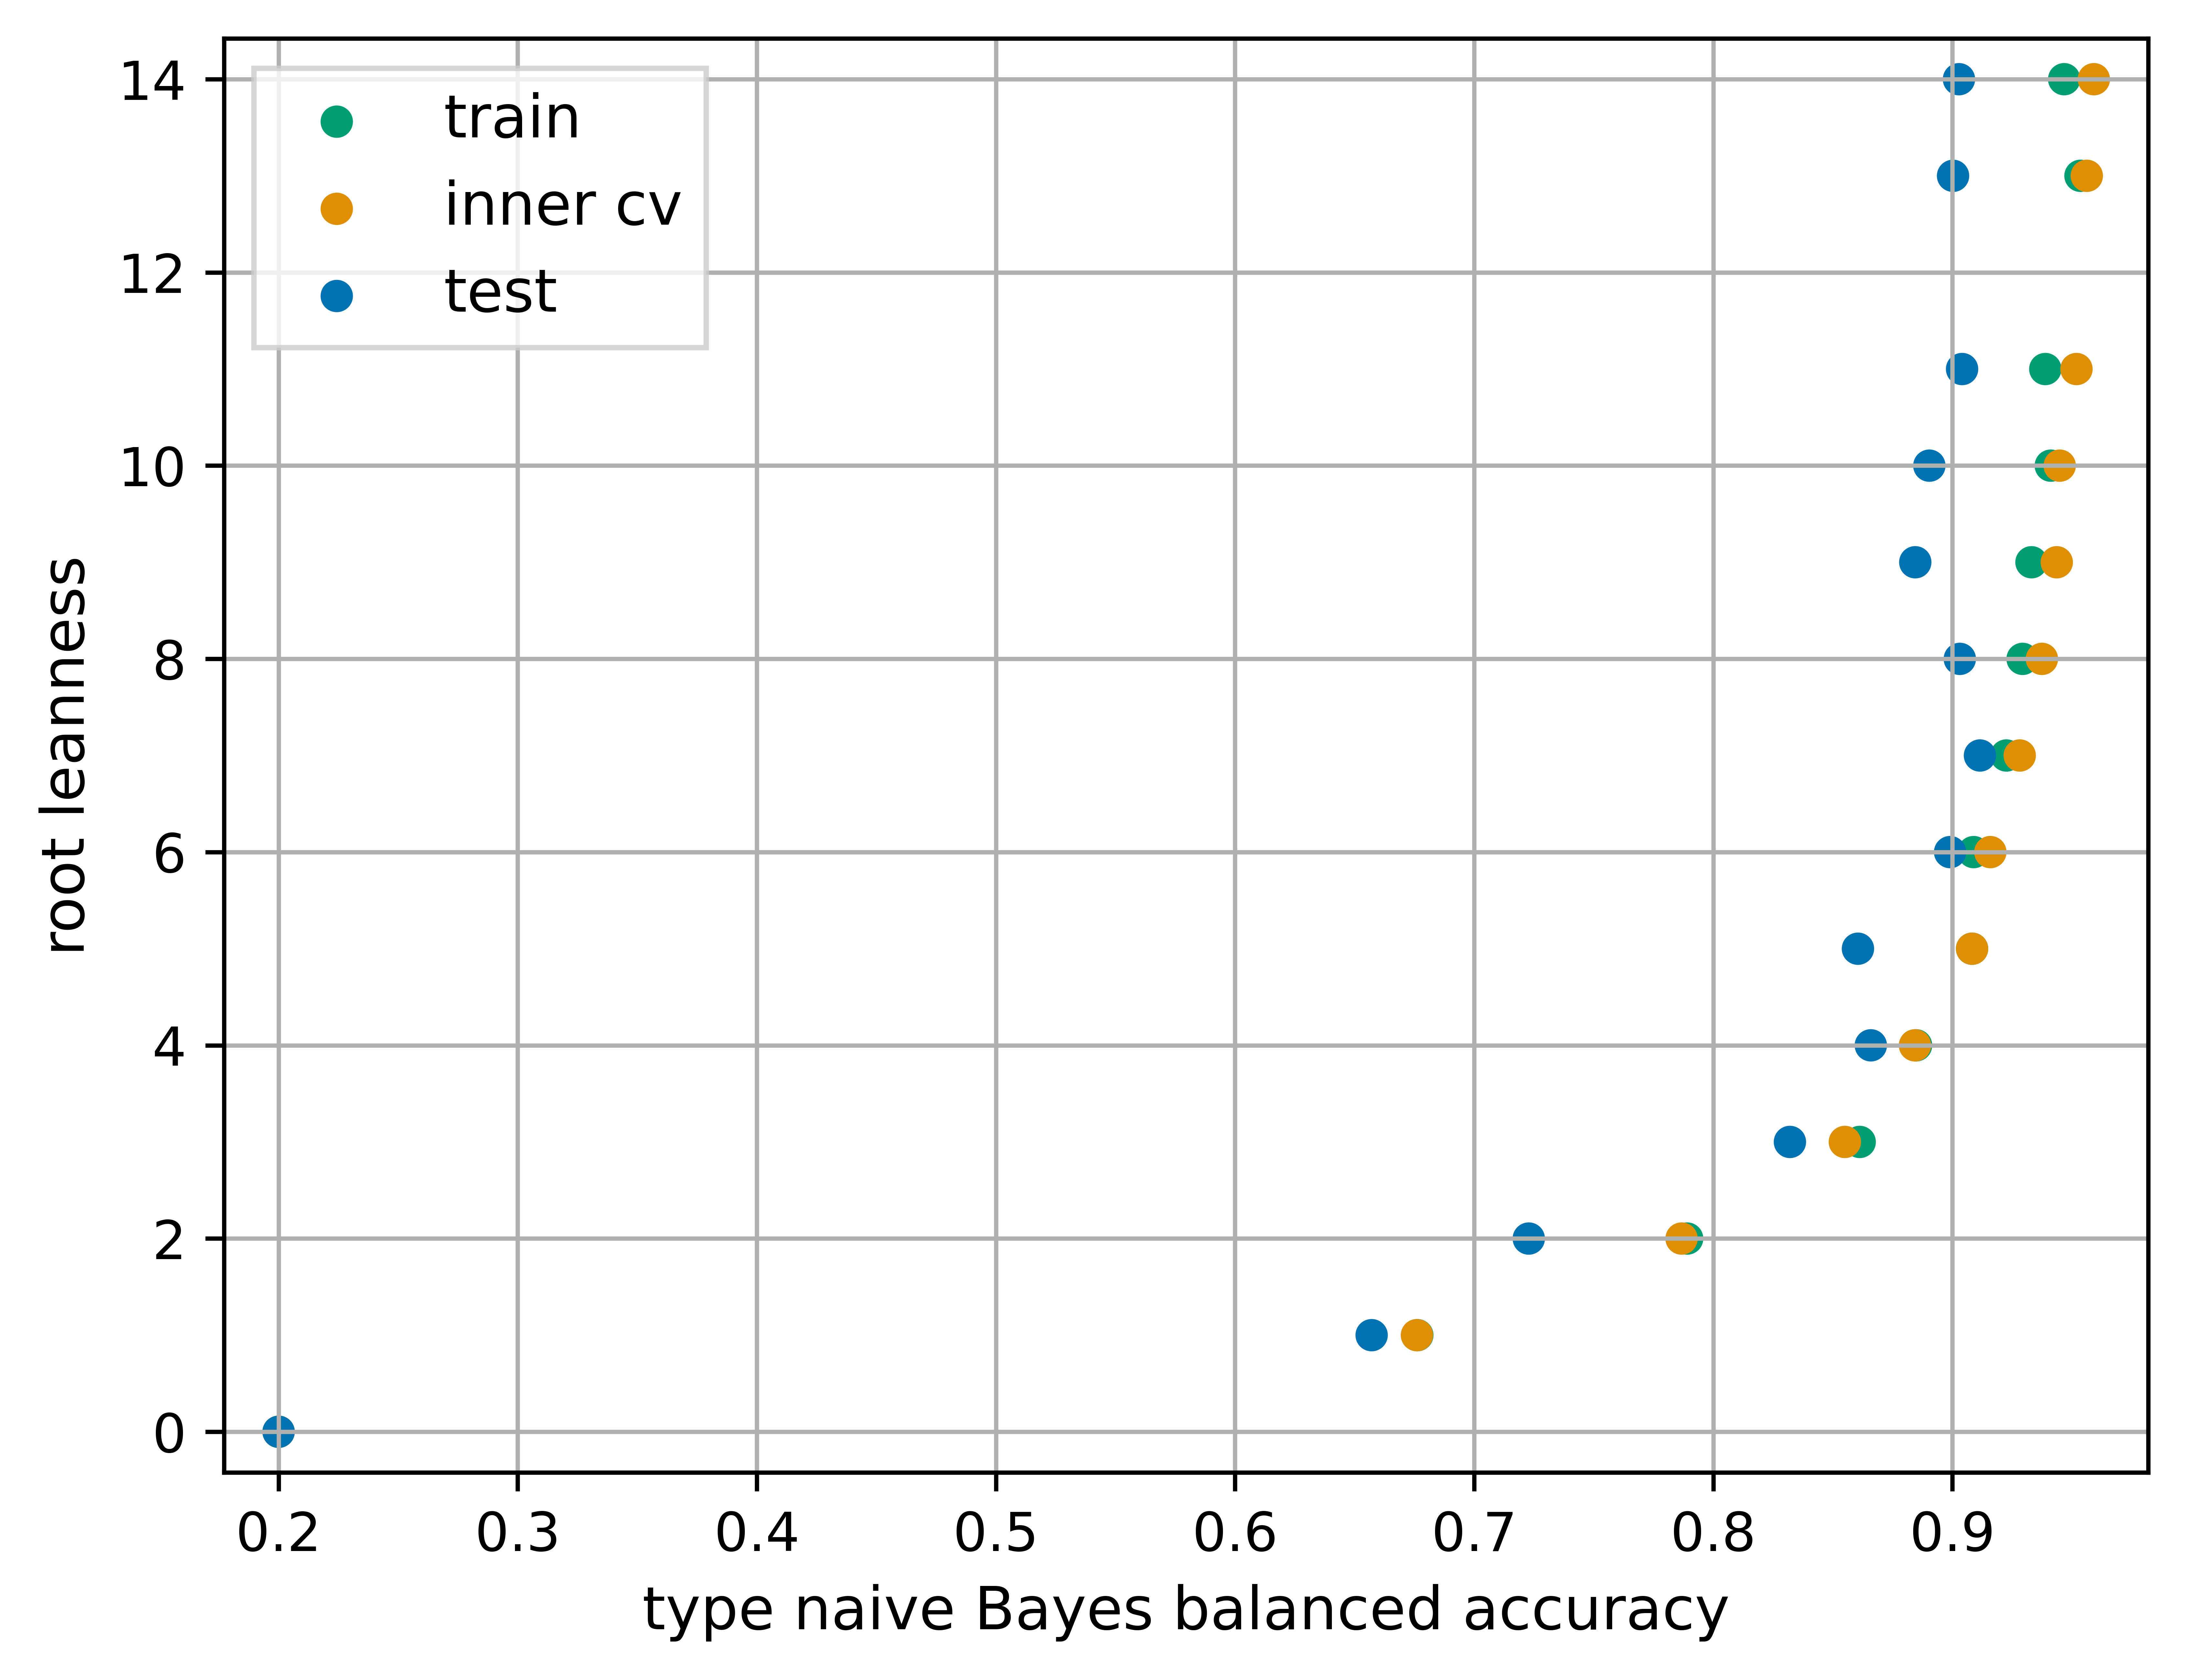 14
12
10
8
6
4
2
0
root leanness
train
inner cv
test
0.2 0.3 0.4 0.5 0.6 0.7 0.8 0.9
type naive Bayes balanced accuracy